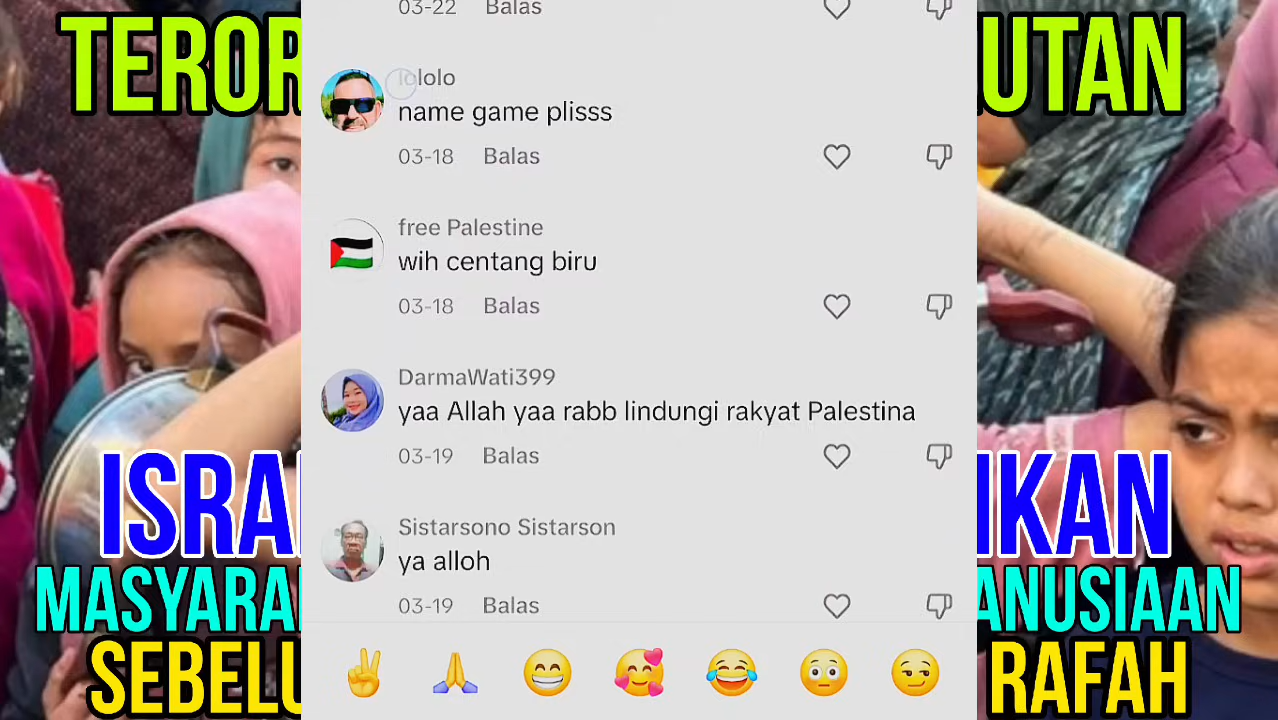 TEROR
UTAN
03-22 Balas
lololo
name game plisss
03-18 Balas
free Palestine
wih centang biru
03-18 Balas
DarmaWati399
yaa Allah yaa rabb lindungi rakyat Palestina
03-19 Balas
Sistarsono Sistarson
ya alloh
03-19 Balas
ISRA
IKAN
MASYARA
ANUSIAAN
SEBELU
RAFAH